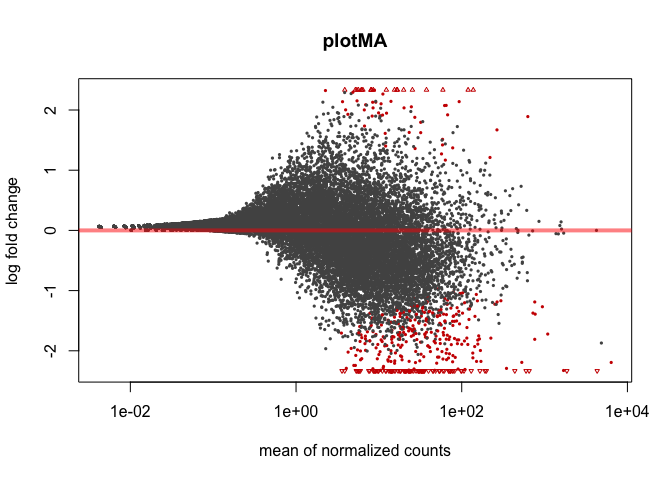 plotMA
log fold change
2
1
0
-1
-2
1e-02
1e+00
1e+02
1e+04
mean of normalized counts